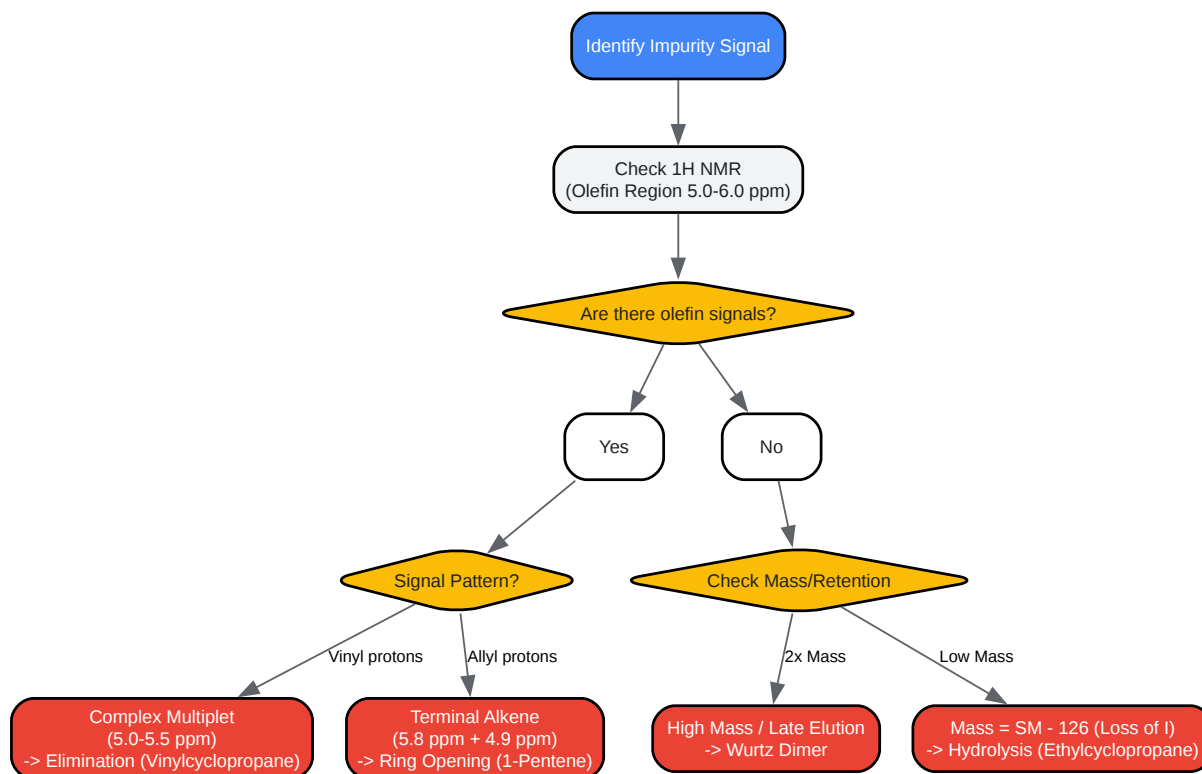 Identify Impurity Signal
Check 1H NMR
(Olefin Region 5.0-6.0 ppm)
Are there olefin signals?
Yes
No
Signal Pattern?
Check Mass/Retention
Vinyl protons
Allyl protons
2x Mass
Low Mass
Complex Multiplet
(5.0-5.5 ppm)
-> Elimination (Vinylcyclopropane)
Terminal Alkene
(5.8 ppm + 4.9 ppm)
-> Ring Opening (1-Pentene)
High Mass / Late Elution
-> Wurtz Dimer
Mass = SM - 126 (Loss of I)
-> Hydrolysis (Ethylcyclopropane)